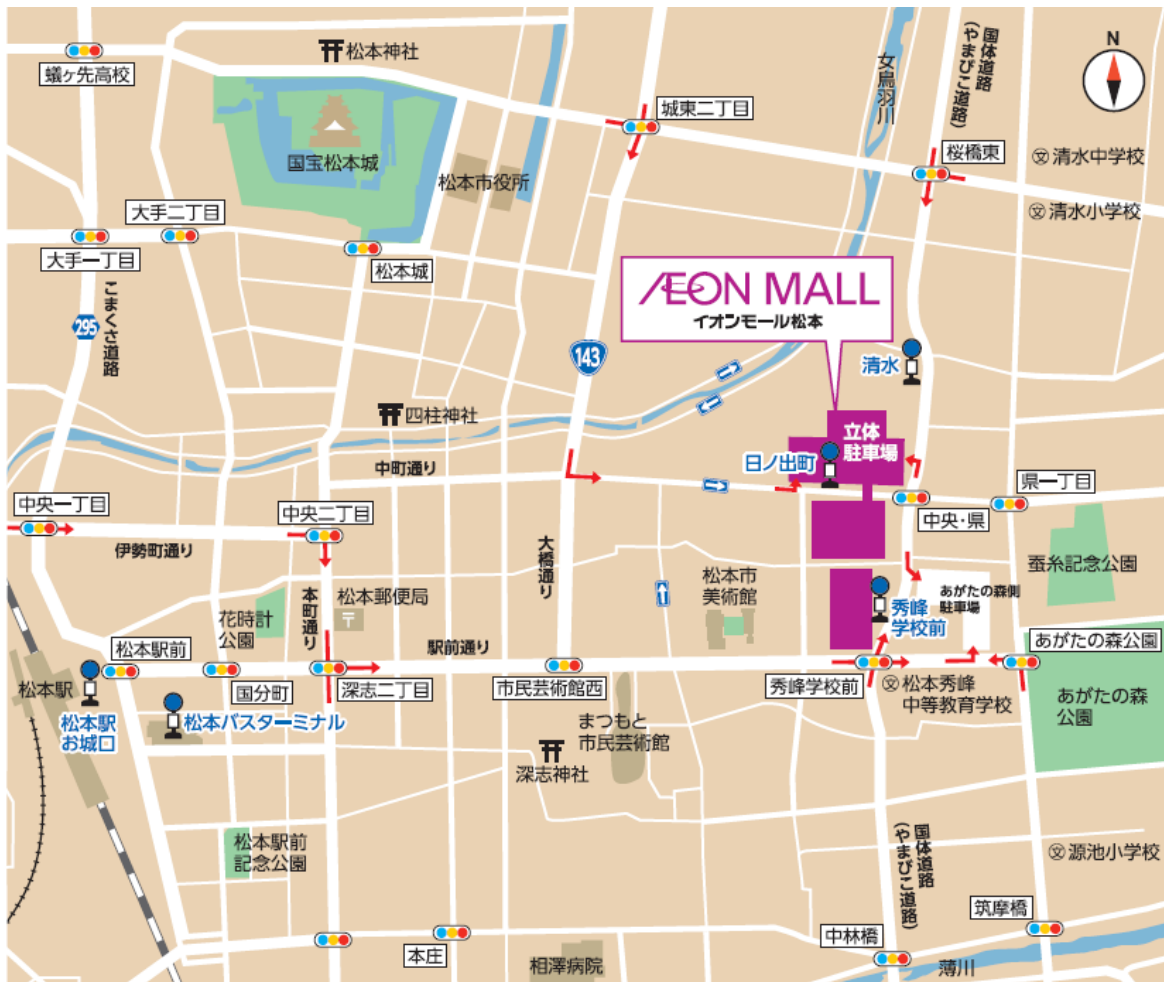 松本神社
蟻ヶ先高校
国宝松本城
松本市役所
城東二丁目
女鳥羽川
国体道路
(やまびこ道路)
N
桜橋東
清水中学校
清水小学校
大手二丁目
大手一丁目
松本城
こまくさ道路
295
143
ÆON MALL
イオンモール松本
清水
四柱神社
中町通り
立体
駐車場
日ノ出町
中央・県
県一丁目
中央一丁目
中央二丁目
伊勢町通り
本町通り
大橋通り
松本郵便局
花時計
公園
松本市
美術館
蚕糸記念公園
あがたの森側
駐車場
秀峰
学校前
駅前通り
松本駅前
国分町
深志二丁目
市民芸術館西
秀峰学校前
文
松本秀峰
中等教育学校
あがたの森公園
あがたの森
公園
松本駅
松本駅
お城口
松本バスターミナル
まつもと
市民芸術館
深志神社
松本駅前
記念公園
国体道路
(やまびこ道路)
文
源池小学校
筑摩橋
中林橋
本庄
相澤病院
薄川